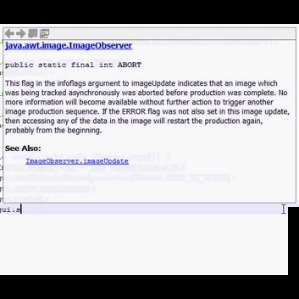 java.awt.image.ImageObserver
public static final int ABORT
This flag in the infoflags argument to imageUpdate indicates that an image which
was being tracked asynchronously was aborted before production was complete. No
more information will become available without further action to trigger another
image production sequence. If the ERROR flag was not also set in this image update,
then accessing any of the data in the image will restart the production again,
probably from the beginning.
See Also:
ImageObserver.imageUpdate
gui.s